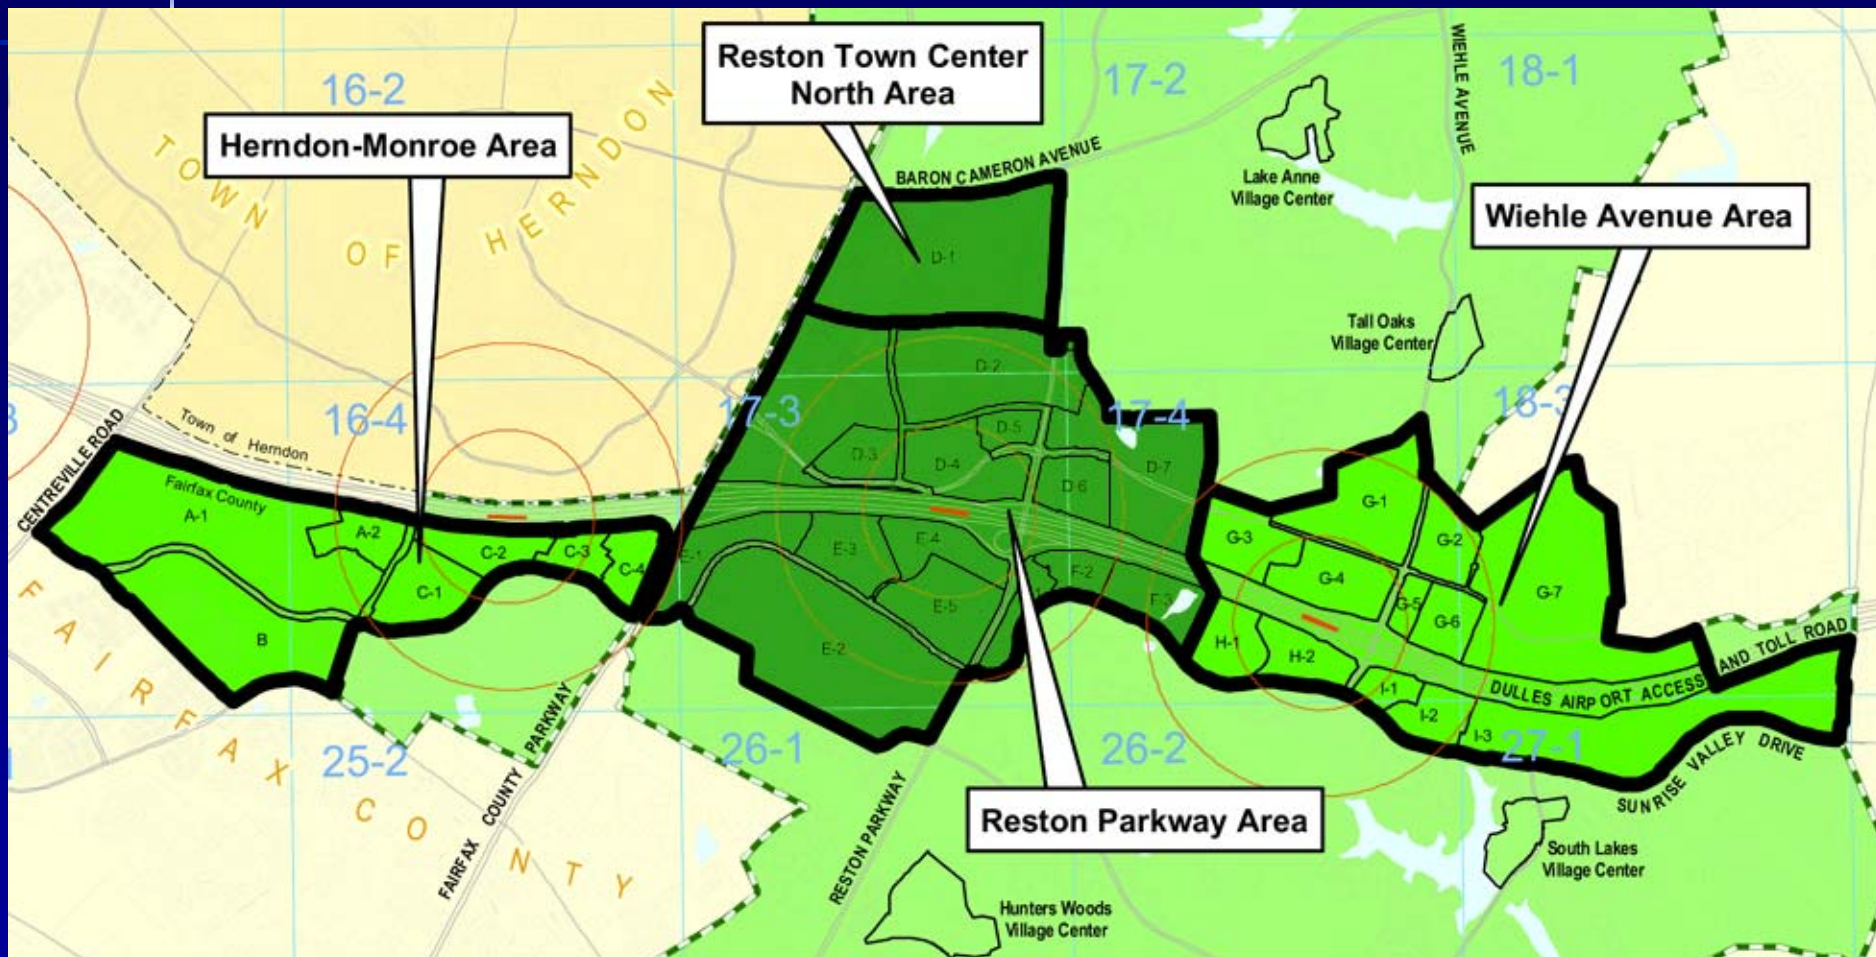 Reston Town Center
North Area
Herndon-Monroe Area
Wiehle Avenue Area
Reston Parkway Area
16-2
17-2
18-1
16-4
17-3
17-4
25-2
26-1
26-2
27-1
TOWN OF HERNDON
FAIRFAX COUNTY
BARON CAMERON AVENUE
WIEHLE AVENUE
Lake Anne
Village Center
Tall Oaks
Village Center
South Lakes
Village Center
Hunters Woods
Village Center
CENTREVILLE ROAD
Town of Herndon
Fairfax County
FAIRFAX COUNTY PARKWAY
RESTON PARKWAY
DULLES AIRPORT ACCESS AND TOLL ROAD
SUNRISE VALLEY DRIVE
A-1
A-2
B
C-1
C-2
C-3
C-4
D-1
D-2
D-3
D-4
D-5
D-6
D-7
E-1
E-2
E-3
E-4
E-5
F-2
F-3
G-1
G-2
G-3
G-4
G-5
G-6
G-7
H-1
H-2
I-1
I-2
I-3